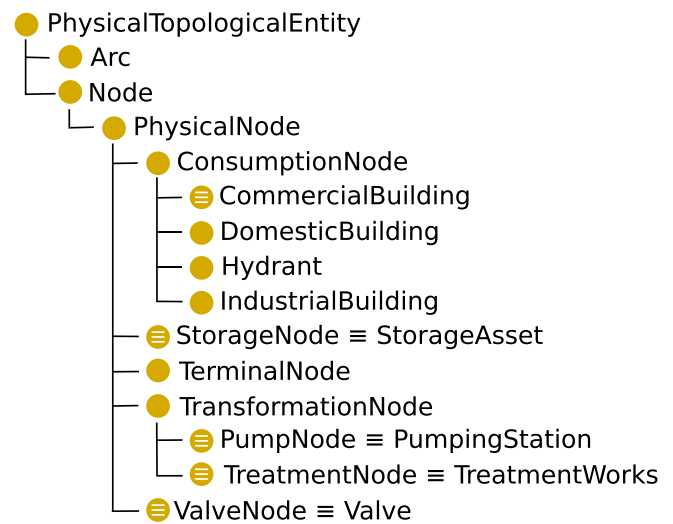 PhysicalTopologicalEntity
Arc
Node
PhysicalNode
ConsumptionNode
CommercialBuilding
DomesticBuilding
Hydrant
IndustrialBuilding
StorageNode ≡ StorageAsset
TerminalNode
TransformationNode
PumpNode ≡ PumpingStation
TreatmentNode ≡ TreatmentWorks
ValveNode ≡ Valve